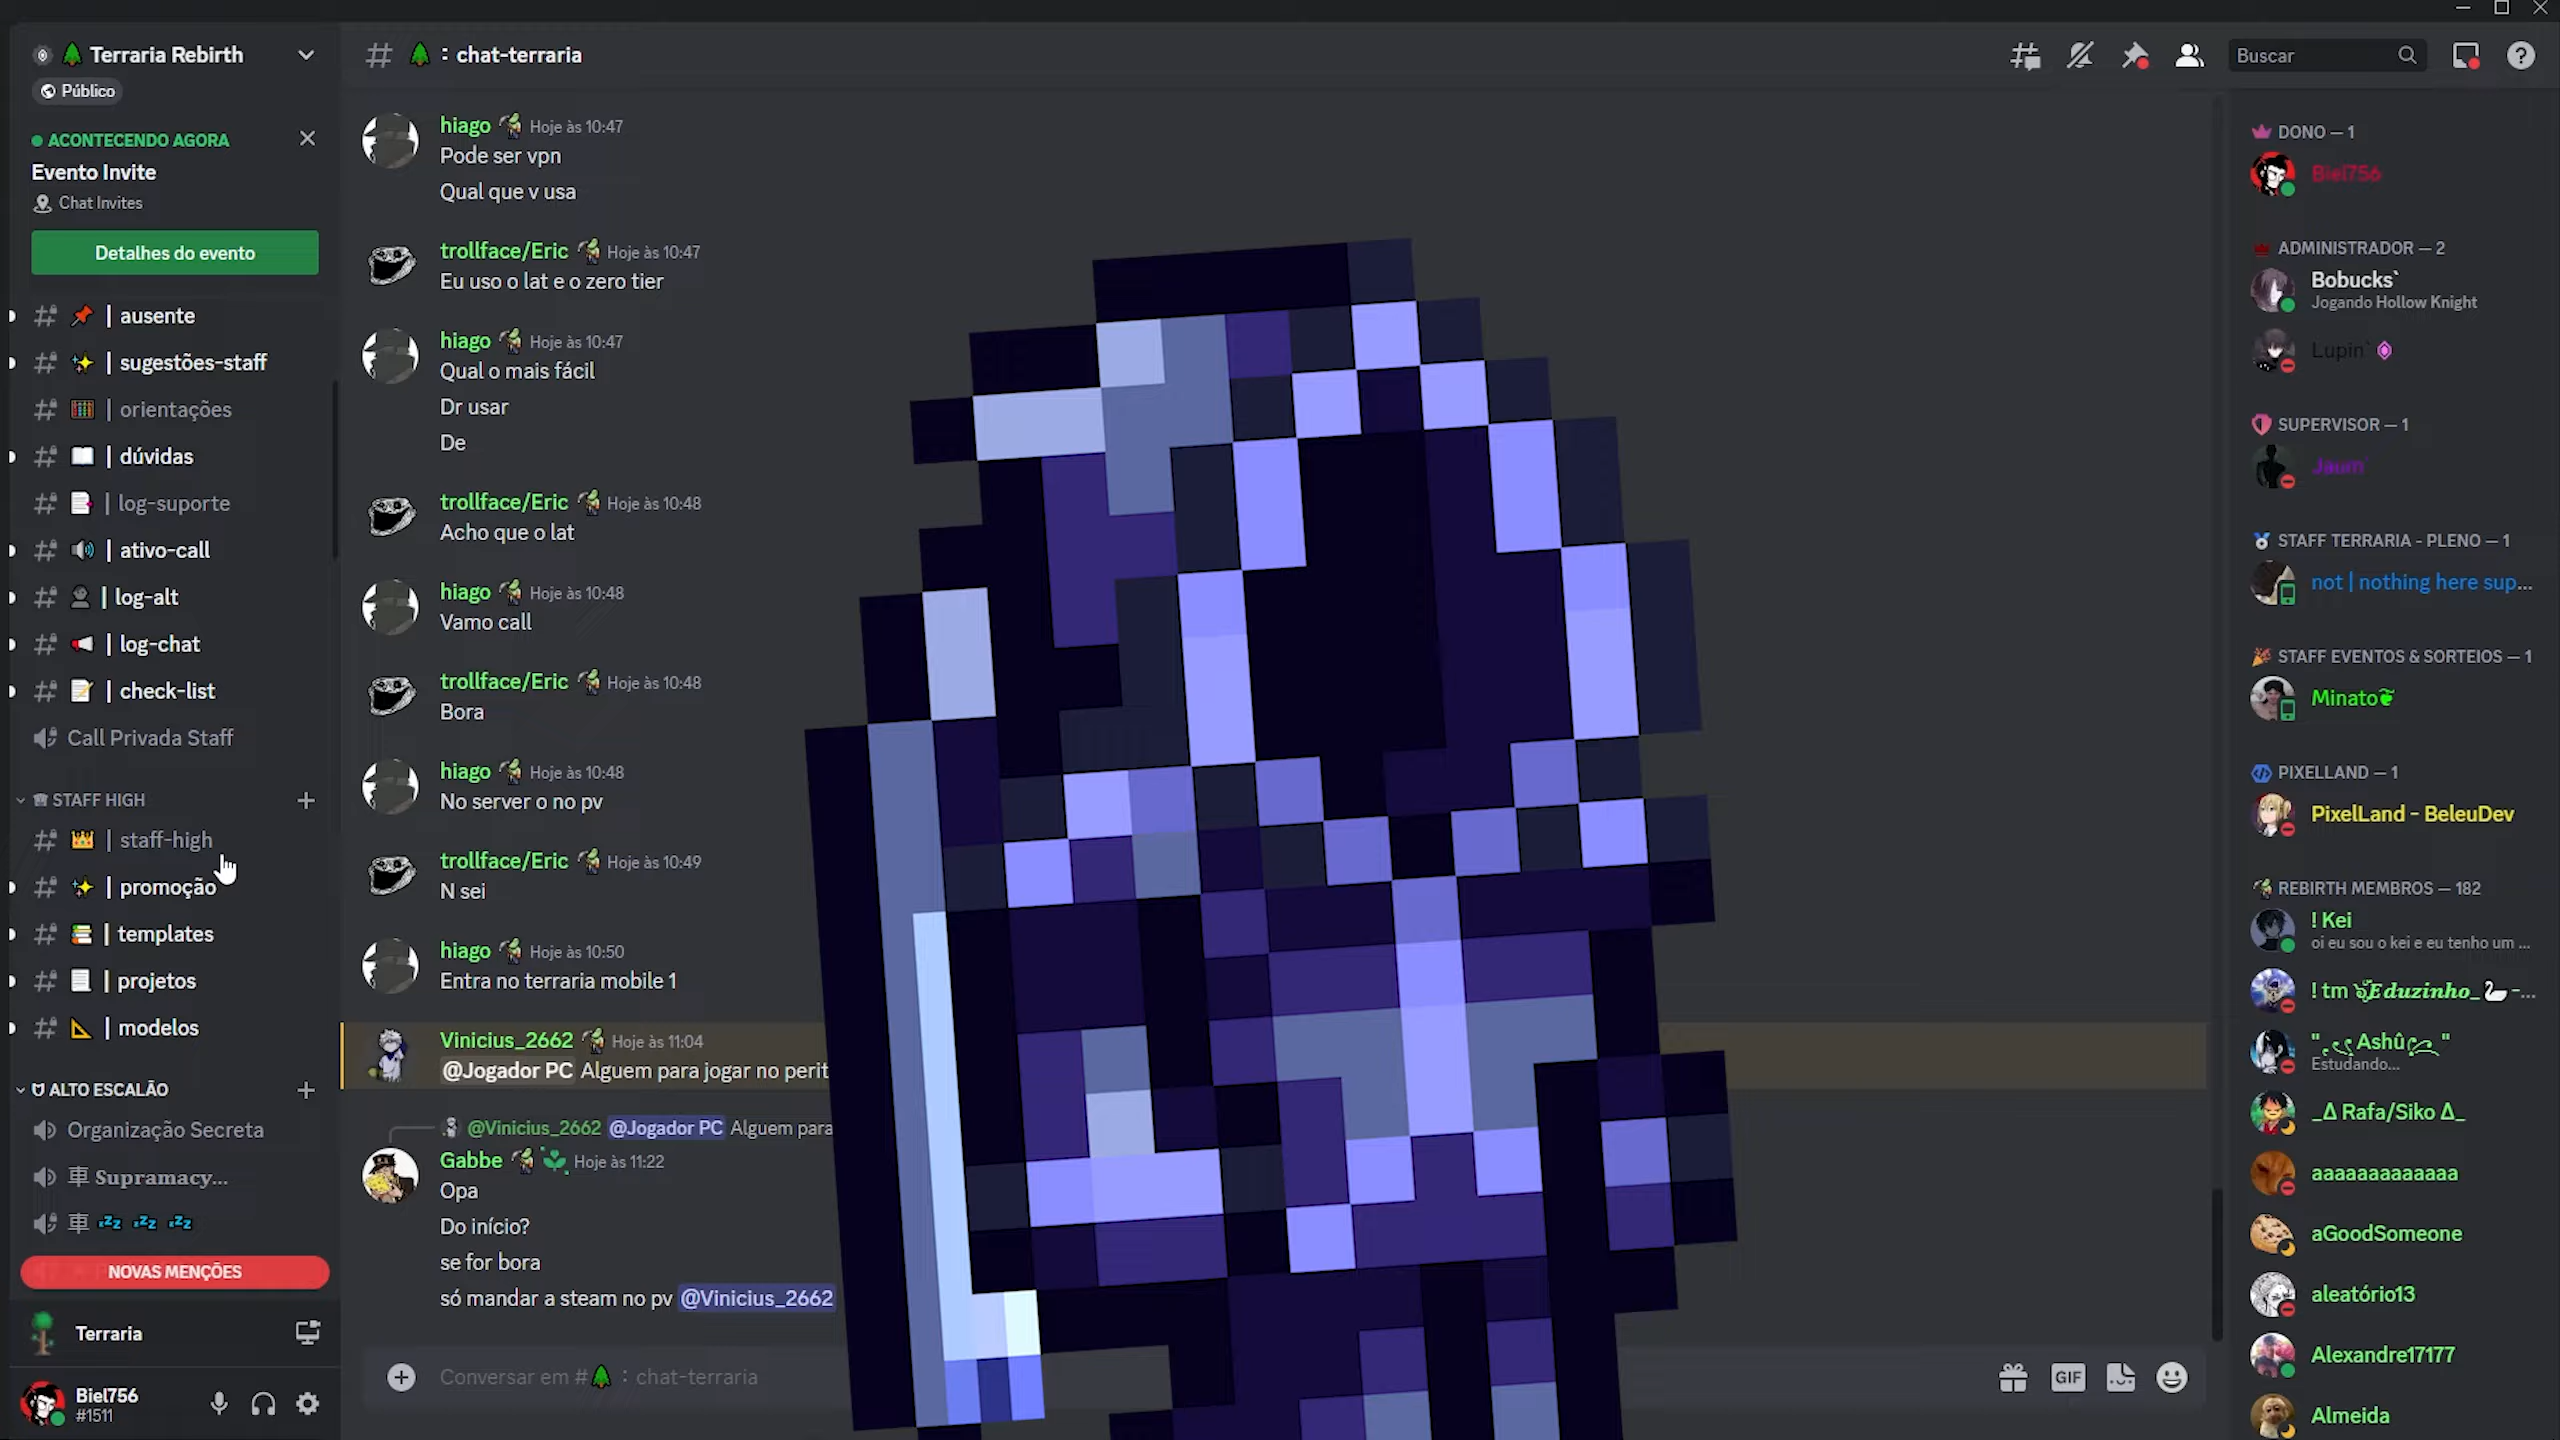 Terraria Rebirth
Público
ACONTECENDO AGORA
Evento Invite
Chat Invites
Detalhes do evento
| ausente
| sugestões-staff
| orientações
| dúvidas
| log-suporte
| ativo-call
| log-alt
| log-chat
| check-list
Call Privada Staff
STAFF HIGH
| staff-high
| promoção
| templates
| projetos
| modelos
ALTO ESCALÃO
Organização Secreta
車 Supramacy...
車 💤 💤 💤
NOVAS MENÇÕES
Terraria
Biel756
#1511
# 🌲 : chat-terraria
Buscar
hiago Hoje às 10:47
Pode ser vpn
Qual que v usa
trollface/Eric Hoje às 10:47
Eu uso o lat e o zero tier
hiago Hoje às 10:47
Qual o mais fácil
Dr usar
De
trollface/Eric Hoje às 10:48
Acho que o lat
hiago Hoje às 10:48
Vamo call
trollface/Eric Hoje às 10:48
Bora
hiago Hoje às 10:48
No server o no pv
trollface/Eric Hoje às 10:49
N sei
hiago Hoje às 10:50
Entra no terraria mobile 1
Vinicius_2662 Hoje às 11:04
@Jogador PC Alguem para jogar no perit
@Vinicius_2662 @Jogador PC Alguem para
Gabbe Hoje às 11:22
Opa
Do início?
se for bora
só mandar a steam no pv @Vinicius_2662
Conversar em #🌲 : chat-terraria
GIF
DONO — 1
Biel756
ADMINISTRADOR — 2
Bobucks`
Jogando Hollow Knight
Lupin`
SUPERVISOR — 1
Jaum`
STAFF TERRARIA - PLENO — 1
not | nothing here sup...
STAFF EVENTOS & SORTEIOS — 1
Minato
PIXELLAND — 1
PixelLand - BeleuDev
REBIRTH MEMBROS — 182
! Kei
oi eu sou o kei e eu tenho um ...
! tm Eduzinho_ -...
Ashû
Estudando...
_Δ Rafa/Siko Δ_
aaaaaaaaaaaaa
aGoodSomeone
aleatório13
Alexandre17177
Almeida